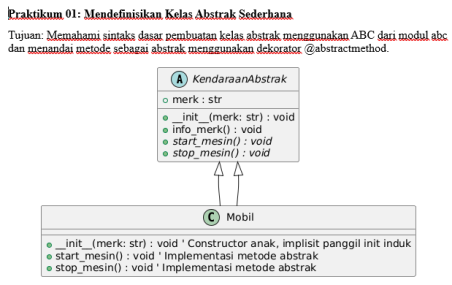 Praktikum 01: Mendefinisikan Kelas Abstrak Sederhana
Tujuan: Memahami sintaks dasar pembuatan kelas abstrak menggunakan ABC dari modul abc
dan menandai metode sebagai abstrak menggunakan dekorator @abstractmethod.
A KendaraanAbstrak
merk : str
__init__(merk: str) : void
info_merk() : void
start_mesin() : void
stop_mesin() : void
C Mobil
__init__(merk: str) : void ' Constructor anak, implisit panggil init induk
start_mesin() : void ' Implementasi metode abstrak
stop_mesin() : void ' Implementasi metode abstrak